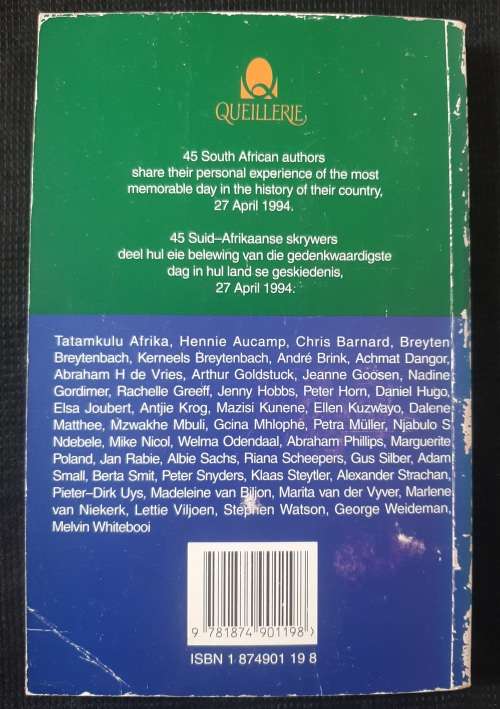 QUEILLERIE
45 South African authors
share their personal experience of the most
memorable day in the history of their country,
27 April 1994.
45 Suid–Afrikaanse skrywers
deel hul eie belewing van die gedenkwaardigste
dag in hul land se geskiedenis,
27 April 1994.
Tatamkulu Afrika, Hennie Aucamp, Chris Barnard, Breyten
Breytenbach, Kerneels Breytenbach, André Brink, Achmat Dangor,
Abraham H de Vries, Arthur Goldstuck, Jeanne Goosen, Nadine
Gordimer, Rachelle Greeff, Jenny Hobbs, Peter Horn, Daniel Hugo,
Elsa Joubert, Antjie Krog, Mazisi Kunene, Ellen Kuzwayo, Dalene
Matthee, Mzwakhe Mbuli, Gcina Mhlophé, Petra Müller, Njabulo S
Ndebele, Mike Nicol, Welma Odendaal, Abraham Phillips, Marguerite
Poland, Jan Rabie, Albie Sachs, Riana Scheepers, Gus Silber, Adam
Small, Berta Smit, Peter Snyders, Klaas Steytler, Alexander Strachan,
Pieter–Dirk Uys, Madeleine van Biljon, Marita van der Vyver, Marlene
van Niekerk, Lettie Viljoen, Stephen Watson, George Weideman,
Melvin Whitebooi
9 781874 901198 >
ISBN 1 874901 19 8